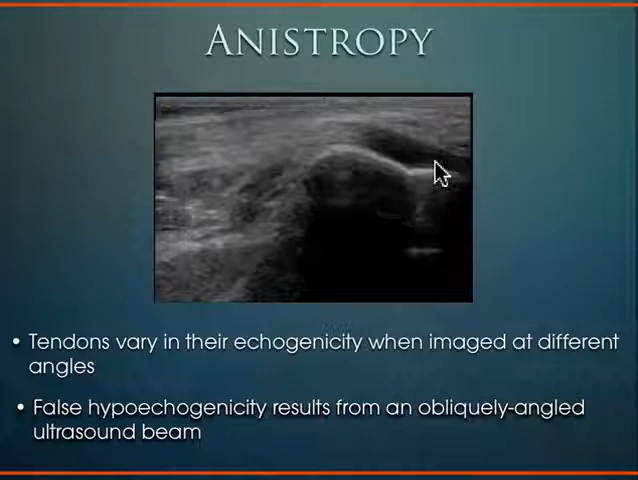 ANISTROPY
• Tendons vary in their echogenicity when imaged at different
angles
• False hypoechogenicity results from an obliquely-angled
ultrasound beam